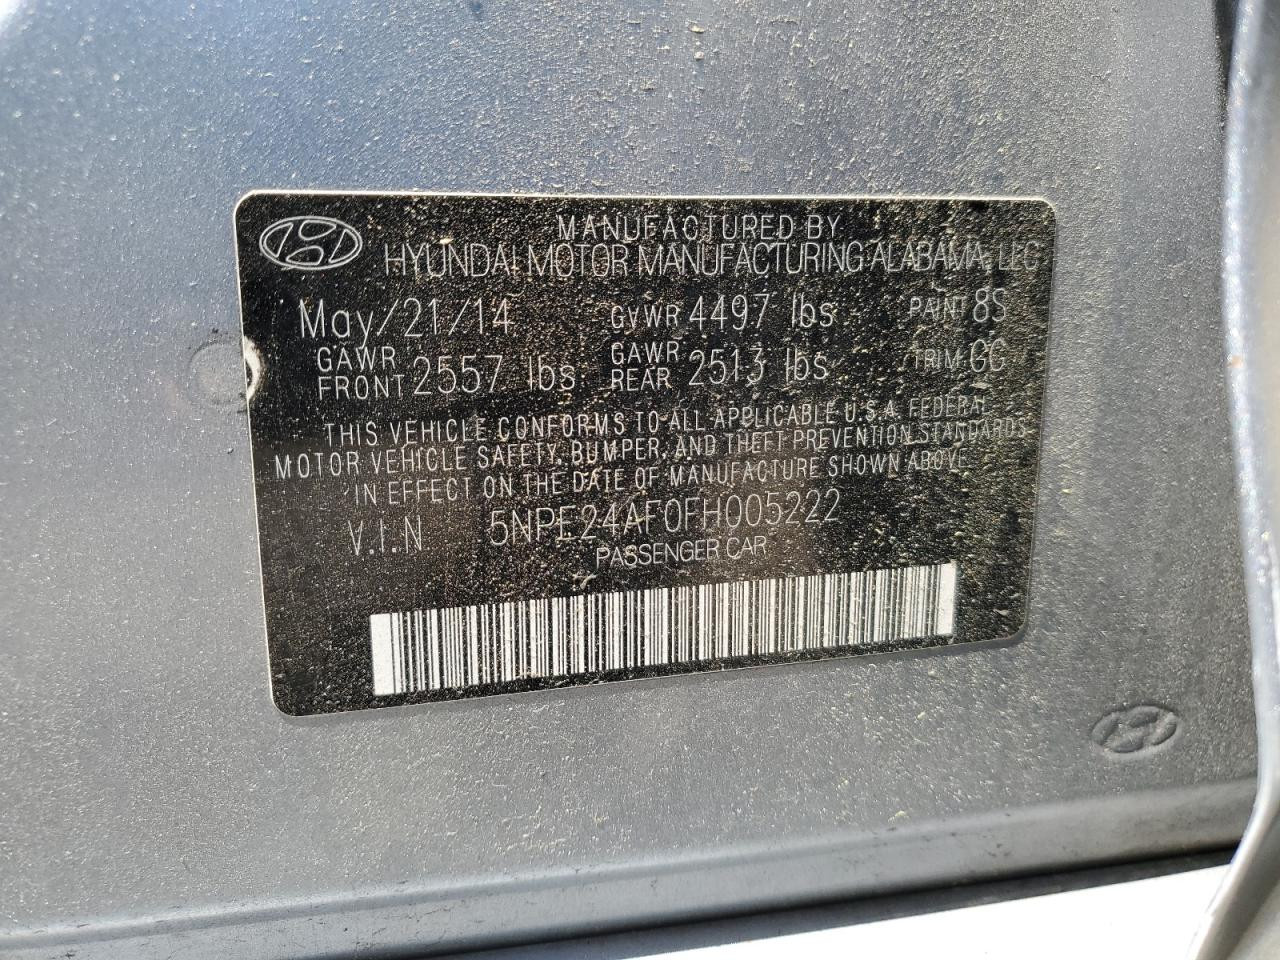 MANUFACTURED BY
HYUNDAI MOTOR MANUFACTURING ALABAMA, LLC
May/21/14 GVWR 4497 lbs PAINT 8S
GAWR FRONT 2557 lbs GAWR REAR 2513 lbs TRIM GC
THIS VEHICLE CONFORMS TO ALL APPLICABLE U.S.A. FEDERAL
MOTOR VEHICLE SAFETY, BUMPER, AND THEFT PREVENTION STANDARDS
IN EFFECT ON THE DATE OF MANUFACTURE SHOWN ABOVE
V.I.N 5NPE24AF0FH005222
PASSENGER CAR